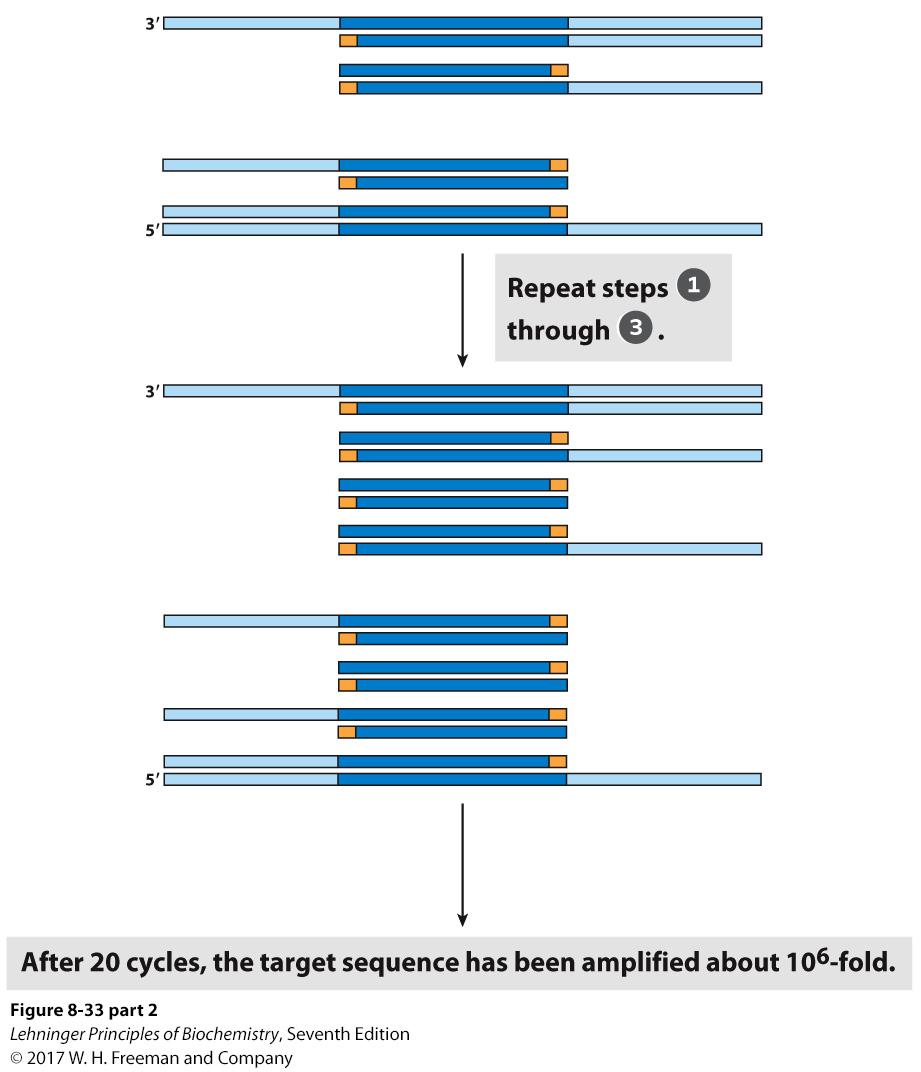 3′
5′
Repeat steps 1
through 3 .
3′
5′
After 20 cycles, the target sequence has been amplified about 10⁶-fold.
Figure 8-33 part 2
Lehninger Principles of Biochemistry, Seventh Edition
© 2017 W. H. Freeman and Company